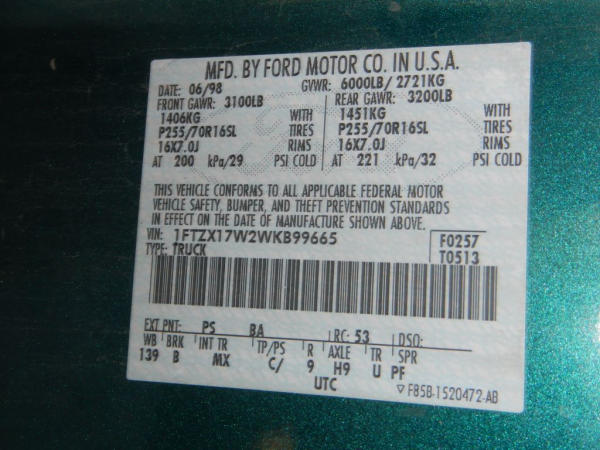 MFD. BY FORD MOTOR CO. IN U.S.A.
DATE: 06/98 GVWR: 6000LB/ 2721KG
FRONT GAWR: 3100LB REAR GAWR: 3200LB
1406KG WITH 1451KG WITH
P255/70R16SL TIRES P255/70R16SL TIRES
16X7.0J RIMS 16X7.0J RIMS
AT 200 kPa/29 PSI COLD AT 221 kPa/32 PSI COLD
THIS VEHICLE CONFORMS TO ALL APPLICABLE FEDERAL MOTOR
VEHICLE SAFETY, BUMPER, AND THEFT PREVENTION STANDARDS
IN EFFECT ON THE DATE OF MANUFACTURE SHOWN ABOVE.
VIN: 1FTZX17W2WKB99665 F0257
TYPE: TRUCK T0513
EXT PNT: PS BA RC: 53 DSO:
WB BRK INT TR TP/PS R AXLE TR SPR
139 B MX C/ 9 H9 U PF
UTC
F85B-1520472-AB